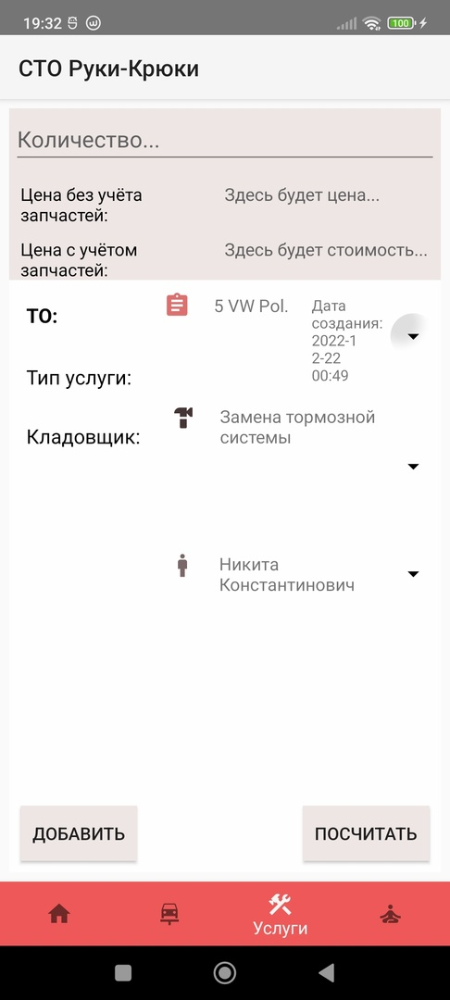 19:32
100
СТО Руки-Крюки
Количество...
Цена без учёта
запчастей:
Здесь будет цена...
Цена с учётом
запчастей:
Здесь будет стоимость...
ТО:
5 VW Pol.
Дата
создания:
2022-1
2-22
00:49
Тип услуги:
Замена тормозной
системы
Кладовщик:
Никита
Константинович
ДОБАВИТЬ
ПОСЧИТАТЬ
Услуги